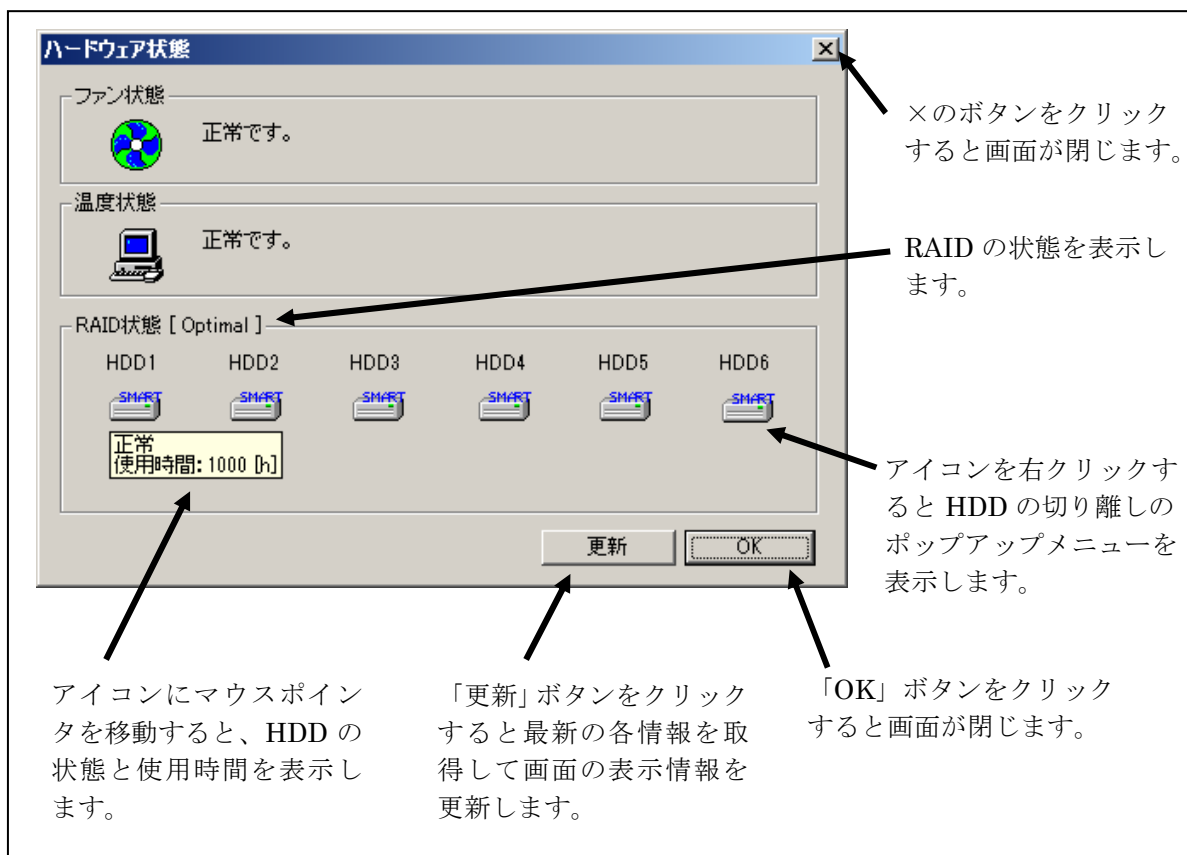 ハードウェア状態
ファン状態
正常です。
温度状態
正常です。
RAID状態 [ Optimal ]
HDD1 HDD2 HDD3 HDD4 HDD5 HDD6
SMART SMART SMART SMART SMART SMART
正常
使用時間: 1000 [h]
更新 OK
×のボタンをクリック
すると画面が閉じます。
RAID の状態を表示し
ます。
アイコンを右クリックす
ると HDD の切り離しの
ポップアップメニューを
表示します。
アイコンにマウスポイン
タを移動すると、HDD の
状態と使用時間を表示し
ます。
「更新」ボタンをクリック
すると最新の各情報を取
得して画面の表示情報を
更新します。
「OK」ボタンをクリック
すると画面が閉じます。